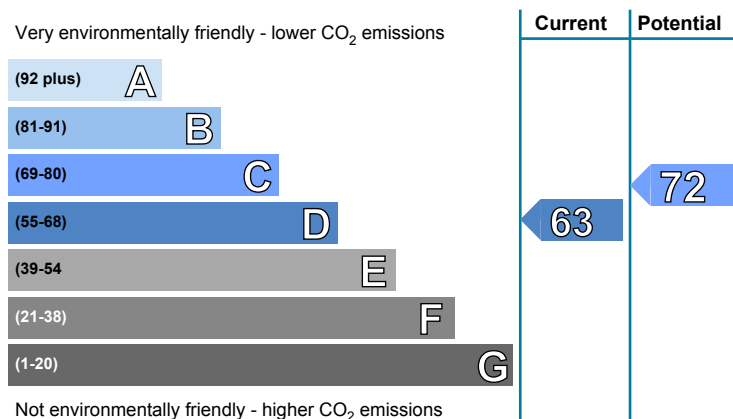 Very environmentally friendly - lower CO2 emissions
Current
Potential
(92 plus) A
(81-91) B
(69-80) C
72
(55-68) D
63
(39-54 E
(21-38) F
(1-20) G
Not environmentally friendly - higher CO2 emissions